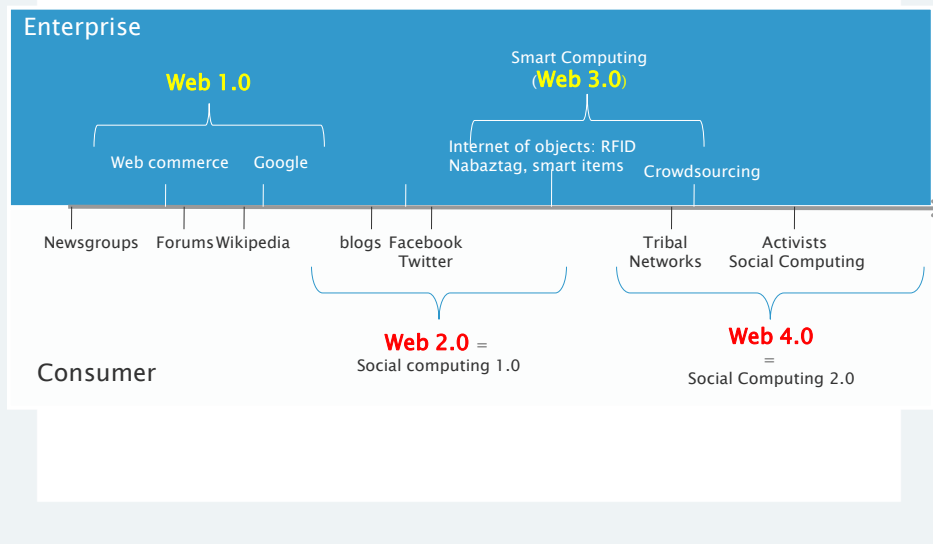 Enterprise
Web 1.0
Smart Computing
(Web 3.0)
Web commerce
Google
Internet of objects: RFID
Nabaztag, smart items
Crowdsourcing
Newsgroups
Forums
Wikipedia
blogs
Facebook
Twitter
Tribal
Networks
Activists
Social Computing
Web 2.0 =
Social computing 1.0
Web 4.0
=
Social Computing 2.0
Consumer